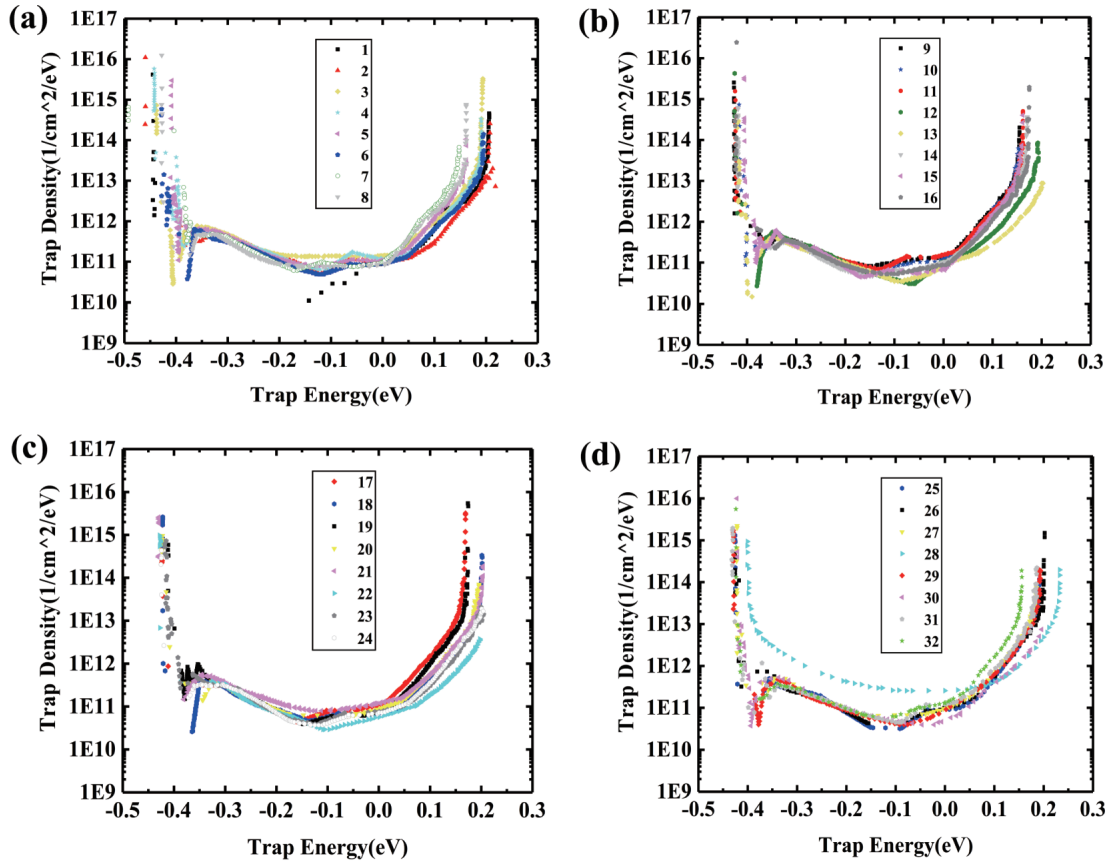 (a)
Trap Density(1/cm^2/eV)
1E17
1E16
1E15
1E14
1E13
1E12
1E11
1E10
1E9
1
2
3
4
5
6
7
8
-0.5 -0.4 -0.3 -0.2 -0.1 0.0 0.1 0.2 0.3
Trap Energy(eV)
(b)
Trap Density(1/cm^2/eV)
1E17
1E16
1E15
1E14
1E13
1E12
1E11
1E10
1E9
9
10
11
12
13
14
15
16
-0.5 -0.4 -0.3 -0.2 -0.1 0.0 0.1 0.2 0.3
Trap Energy(eV)
(c)
Trap Density(1/cm^2/eV)
1E17
1E16
1E15
1E14
1E13
1E12
1E11
1E10
1E9
17
18
19
20
21
22
23
24
-0.5 -0.4 -0.3 -0.2 -0.1 0.0 0.1 0.2 0.3
Trap Energy(eV)
(d)
Trap Density(1/cm^2/eV)
1E17
1E16
1E15
1E14
1E13
1E12
1E11
1E10
1E9
25
26
27
28
29
30
31
32
-0.5 -0.4 -0.3 -0.2 -0.1 0.0 0.1 0.2 0.3
Trap Energy(eV)